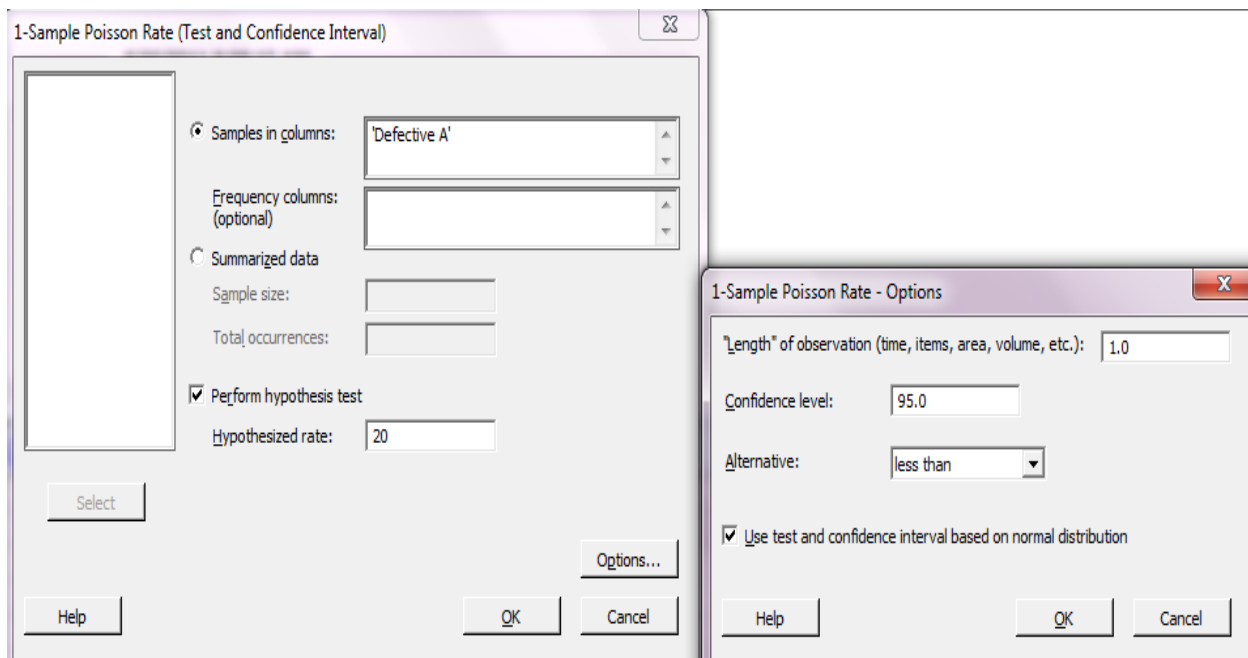 1-Sample Poisson Rate (Test and Confidence Interval)
Samples in columns:
'Defective A'
Frequency columns:
(optional)
Summarized data
Sample size:
Total occurrences:
Perform hypothesis test
Hypothesized rate:
20
Select
Options...
Help
OK
Cancel
1-Sample Poisson Rate - Options
"Length" of observation (time, items, area, volume, etc.):
1.0
Confidence level:
95.0
Alternative:
less than
Use test and confidence interval based on normal distribution
Help
OK
Cancel